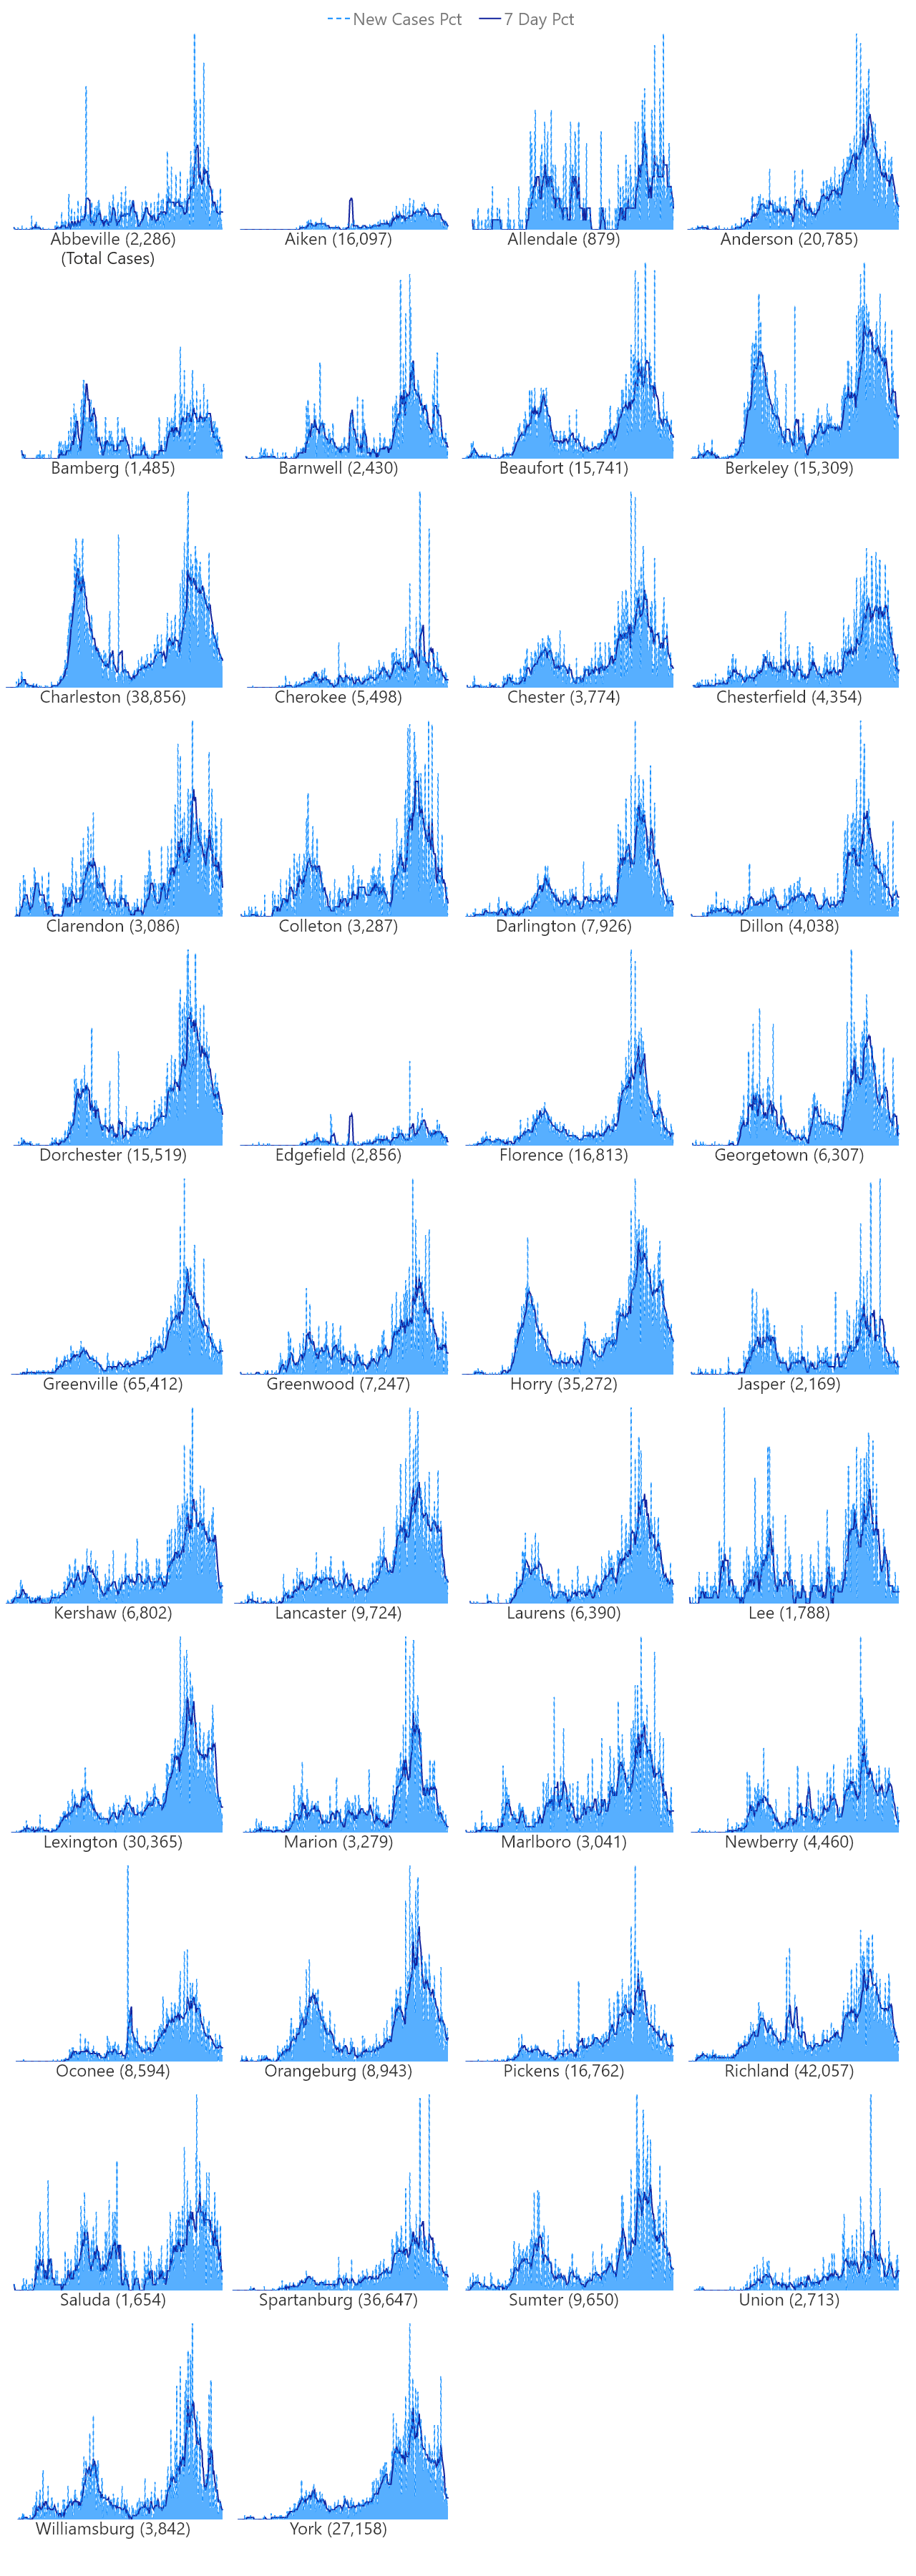 New Cases Pct 7 Day Pct
Abbeville (2,286) Aiken (16,097) Allendale (879) Anderson (20,785)
(Total Cases)
Bamberg (1,485) Barnwell (2,430) Beaufort (15,741) Berkeley (15,309)
Charleston (38,856) Cherokee (5,498) Chester (3,774) Chesterfield (4,354)
Clarendon (3,086) Colleton (3,287) Darlington (7,926) Dillon (4,038)
Dorchester (15,519) Edgefield (2,856) Florence (16,813) Georgetown (6,307)
Greenville (65,412) Greenwood (7,247) Horry (35,272) Jasper (2,169)
Kershaw (6,802) Lancaster (9,724) Laurens (6,390) Lee (1,788)
Lexington (30,365) Marion (3,279) Marlboro (3,041) Newberry (4,460)
Oconee (8,594) Orangeburg (8,943) Pickens (16,762) Richland (42,057)
Saluda (1,654) Spartanburg (36,647) Sumter (9,650) Union (2,713)
Williamsburg (3,842) York (27,158)